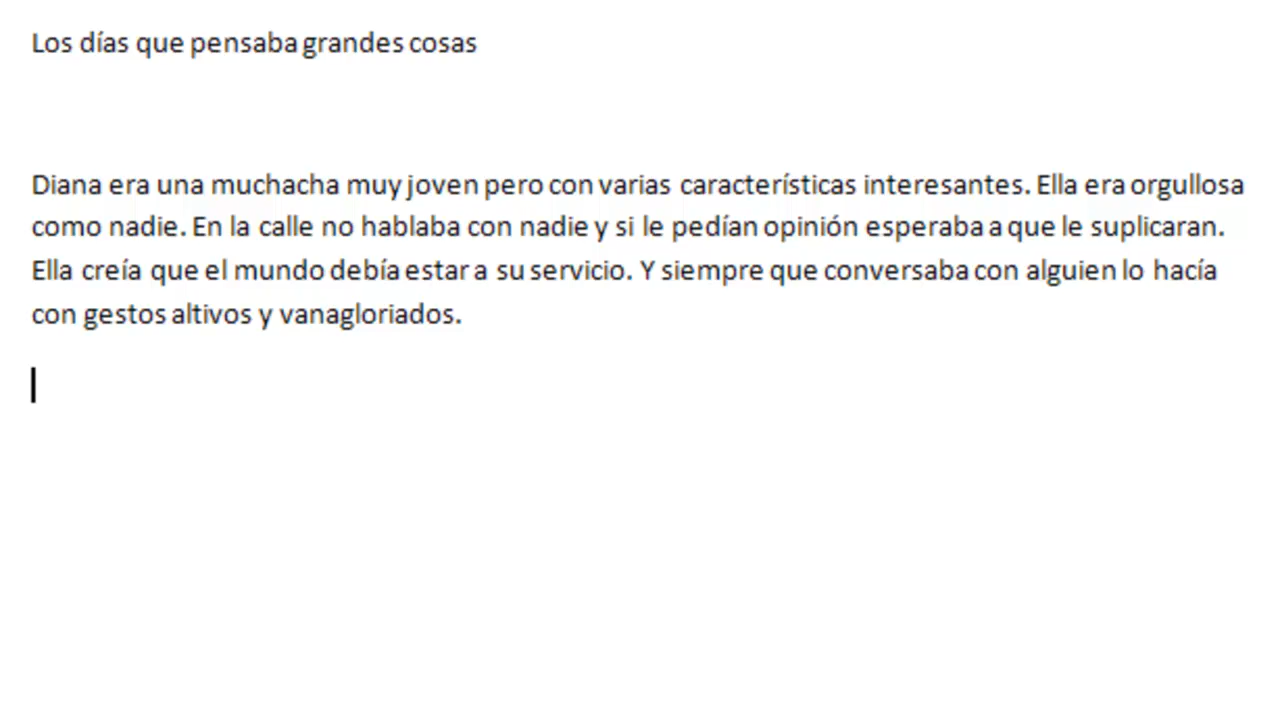 Los días que pensaba grandes cosas
Diana era una muchacha muy joven pero con varias características interesantes. Ella era orgullosa
como nadie. En la calle no hablaba con nadie y si le pedían opinión esperaba a que le suplicaran.
Ella creía que el mundo debía estar a su servicio. Y siempre que conversaba con alguien lo hacía
con gestos altivos y vanagloriados.